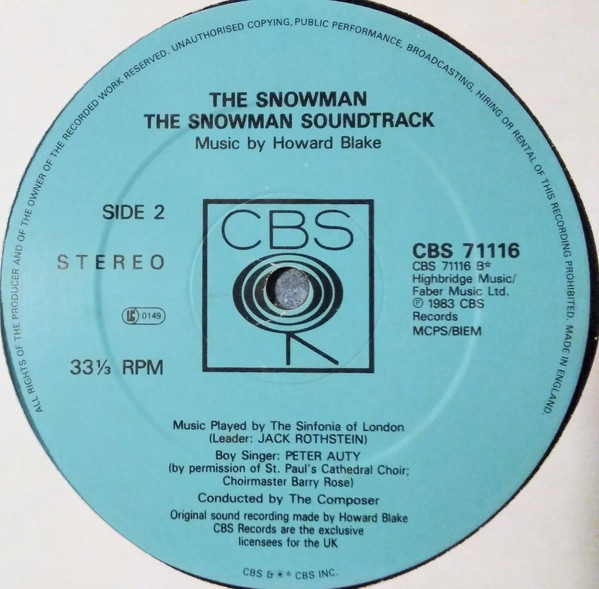 ALL RIGHTS OF THE PRODUCER AND OF THE OWNER OF THE RECORDED WORK RESERVED. UNAUTHORISED COPYING, PUBLIC PERFORMANCE, BROADCASTING, HIRING OR RENTAL OF THIS RECORDING PROHIBITED. MADE IN ENGLAND.
THE SNOWMAN
THE SNOWMAN SOUNDTRACK
Music by Howard Blake
SIDE 2
STEREO
LC 0149
33⅓ RPM
CBS
CBS 71116
CBS 71116 B*
Highbridge Music/
Faber Music Ltd.
℗ 1983 CBS
Records
MCPS/BIEM
Music Played by The Sinfonia of London
(Leader: JACK ROTHSTEIN)
Boy Singer: PETER AUTY
(by permission of St. Paul's Cathedral Choir;
Choirmaster Barry Rose)
Conducted by The Composer
Original sound recording made by Howard Blake
CBS Records are the exclusive
licensees for the UK
CBS & ** CBS INC.